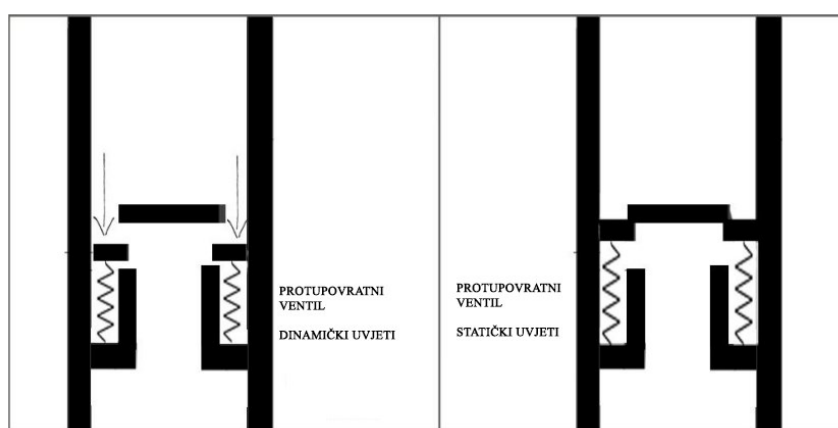 PROTUPOVRATNI
VENTIL
DINAMIČKI UVJETI
PROTUPOVRATNI
VENTIL
STATIČKI UVJETI